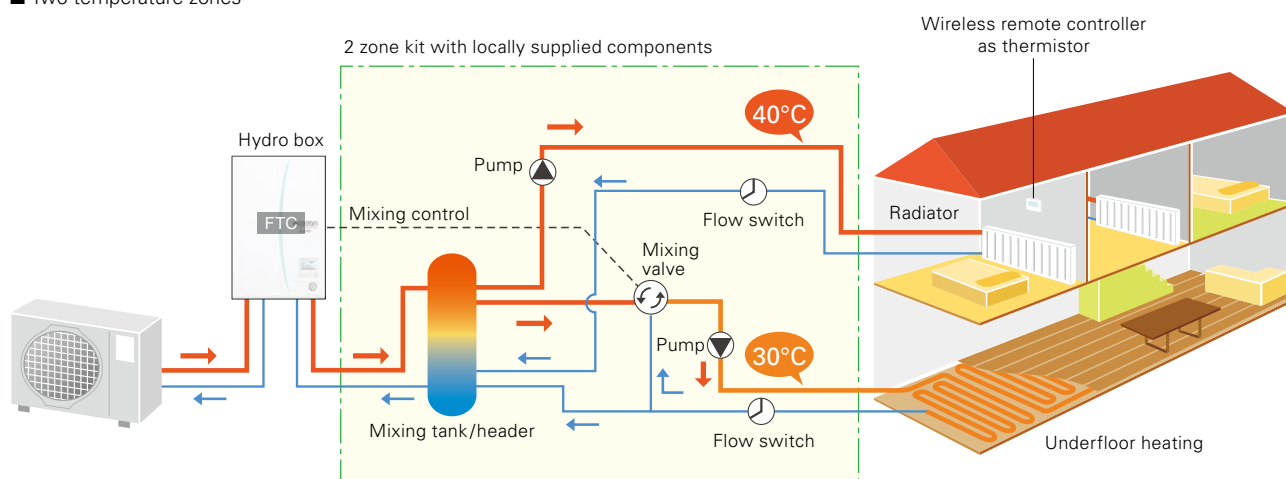 ■ Two temperature zones
Wireless remote controller
as thermistor
2 zone kit with locally supplied components
40°C
Hydro box
Pump
FTC
Mixing control
Flow switch
Radiator
Mixing
valve
Pump
30°C
Mixing tank/header
Flow switch
Underfloor heating